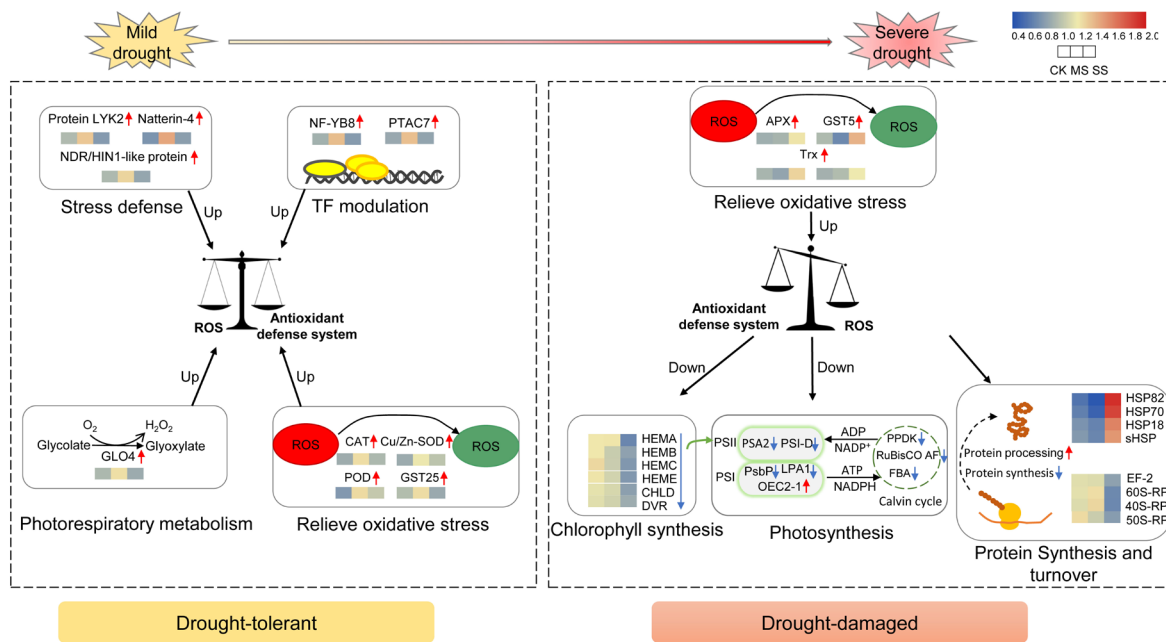 Mild
drought
Severe
drought
0.4 0.6 0.8 1.0 1.2 1.4 1.6 1.8 2.0
CK MS SS
Protein LYK2 Natterin-4
NDR/HIN1-like protein
Stress defense
NF-YB8 PTAC7
TF modulation
Up
Up
ROS
Antioxidant
defense system
Up
Up
O2 H2O2
Glycolate Glyoxylate
GLO4
Photorespiratory metabolism
ROS
CAT Cu/Zn-SOD
POD GST25
ROS
Relieve oxidative stress
Drought-tolerant
ROS
APX GST5
Trx
ROS
Relieve oxidative stress
Up
Antioxidant
defense system
ROS
Down
Down
HEMA
HEMB
HEMC
HEME
CHLD
DVR
Chlorophyll synthesis
PSII
PSA2 PSI-D
PSI
PsbP LPA1
OEC2-1
ADP
NADP+
ATP
NADPH
PPDK
RuBisCO AF
FBA
Calvin cycle
Photosynthesis
HSP82
HSP70
HSP18
sHSP
Protein processing
Protein synthesis
EF-2
60S-RP
40S-RP
50S-RP
Protein Synthesis and
turnover
Drought-damaged